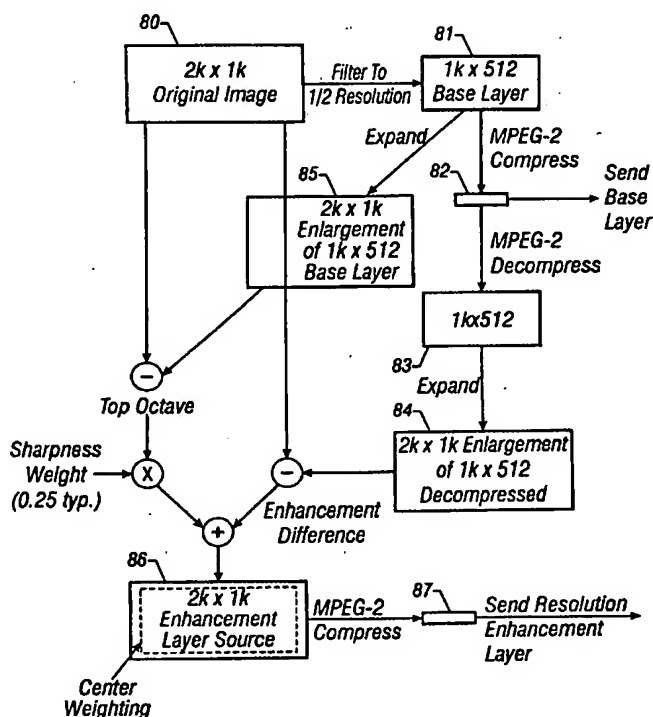 80
2k x 1k
Original Image
Filter To
1/2 Resolution
81
1k x 512
Base Layer
Expand
MPEG-2
Compress
82
Send
Base
Layer
85
2k x 1k
Enlargement
of 1k x 512
Base Layer
MPEG-2
Decompress
1kx512
83
Expand
−
Top Octave
84
2k x 1k Enlargement
of 1k x 512
Decompressed
Sharpness
Weight
(0.25 typ.)
X
−
Enhancement
Difference
+
86
2k x 1k
Enhancement
Layer Source
MPEG-2
Compress
87
Send Resolution
Enhancement
Layer
Center
Weighting